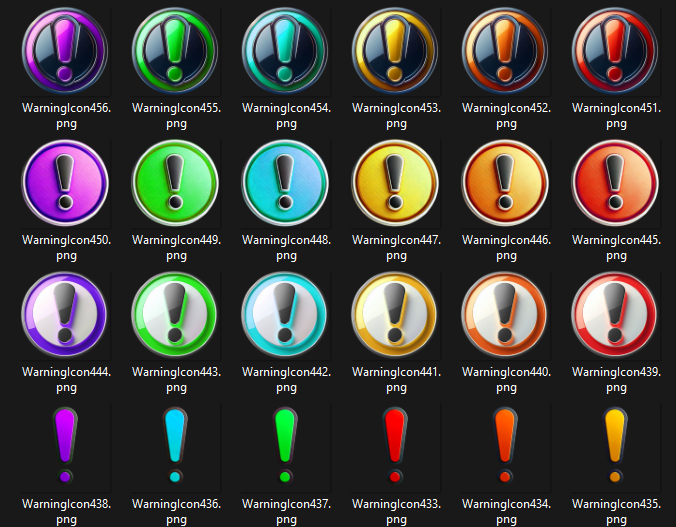 WarningIcon456.
png
WarningIcon455.
png
WarningIcon454.
png
WarningIcon453.
png
WarningIcon452.
png
WarningIcon451.
png
WarningIcon450.
png
WarningIcon449.
png
WarningIcon448.
png
WarningIcon447.
png
WarningIcon446.
png
WarningIcon445.
png
WarningIcon444.
png
WarningIcon443.
png
WarningIcon442.
png
WarningIcon441.
png
WarningIcon440.
png
WarningIcon439.
png
WarningIcon438.
png
WarningIcon436.
png
WarningIcon437.
png
WarningIcon433.
png
WarningIcon434.
png
WarningIcon435.
png